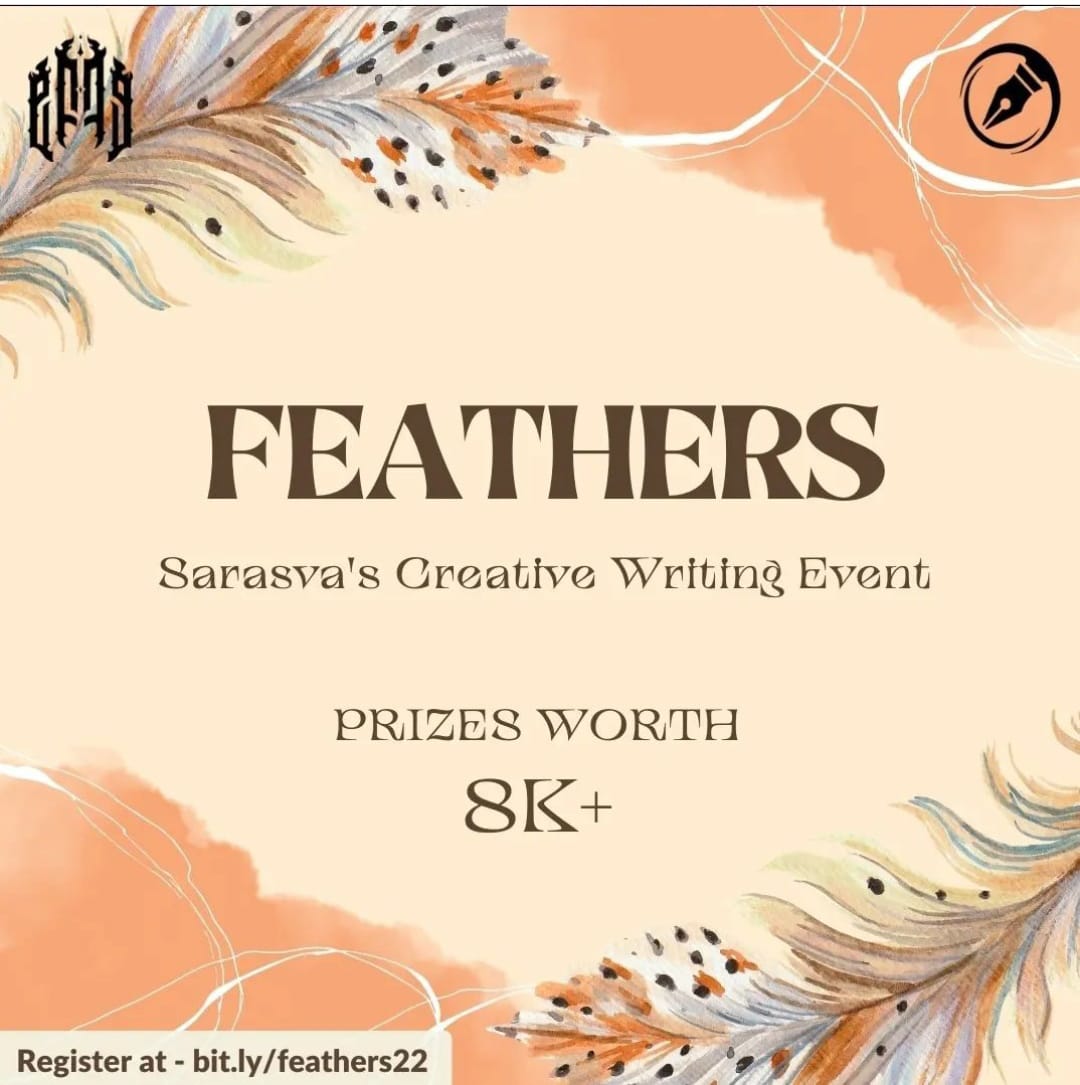 FEATHERS
Sarasva's Creative Writing Event
PRIZES WORTH
8K+
Register at - bit.ly/feathers22